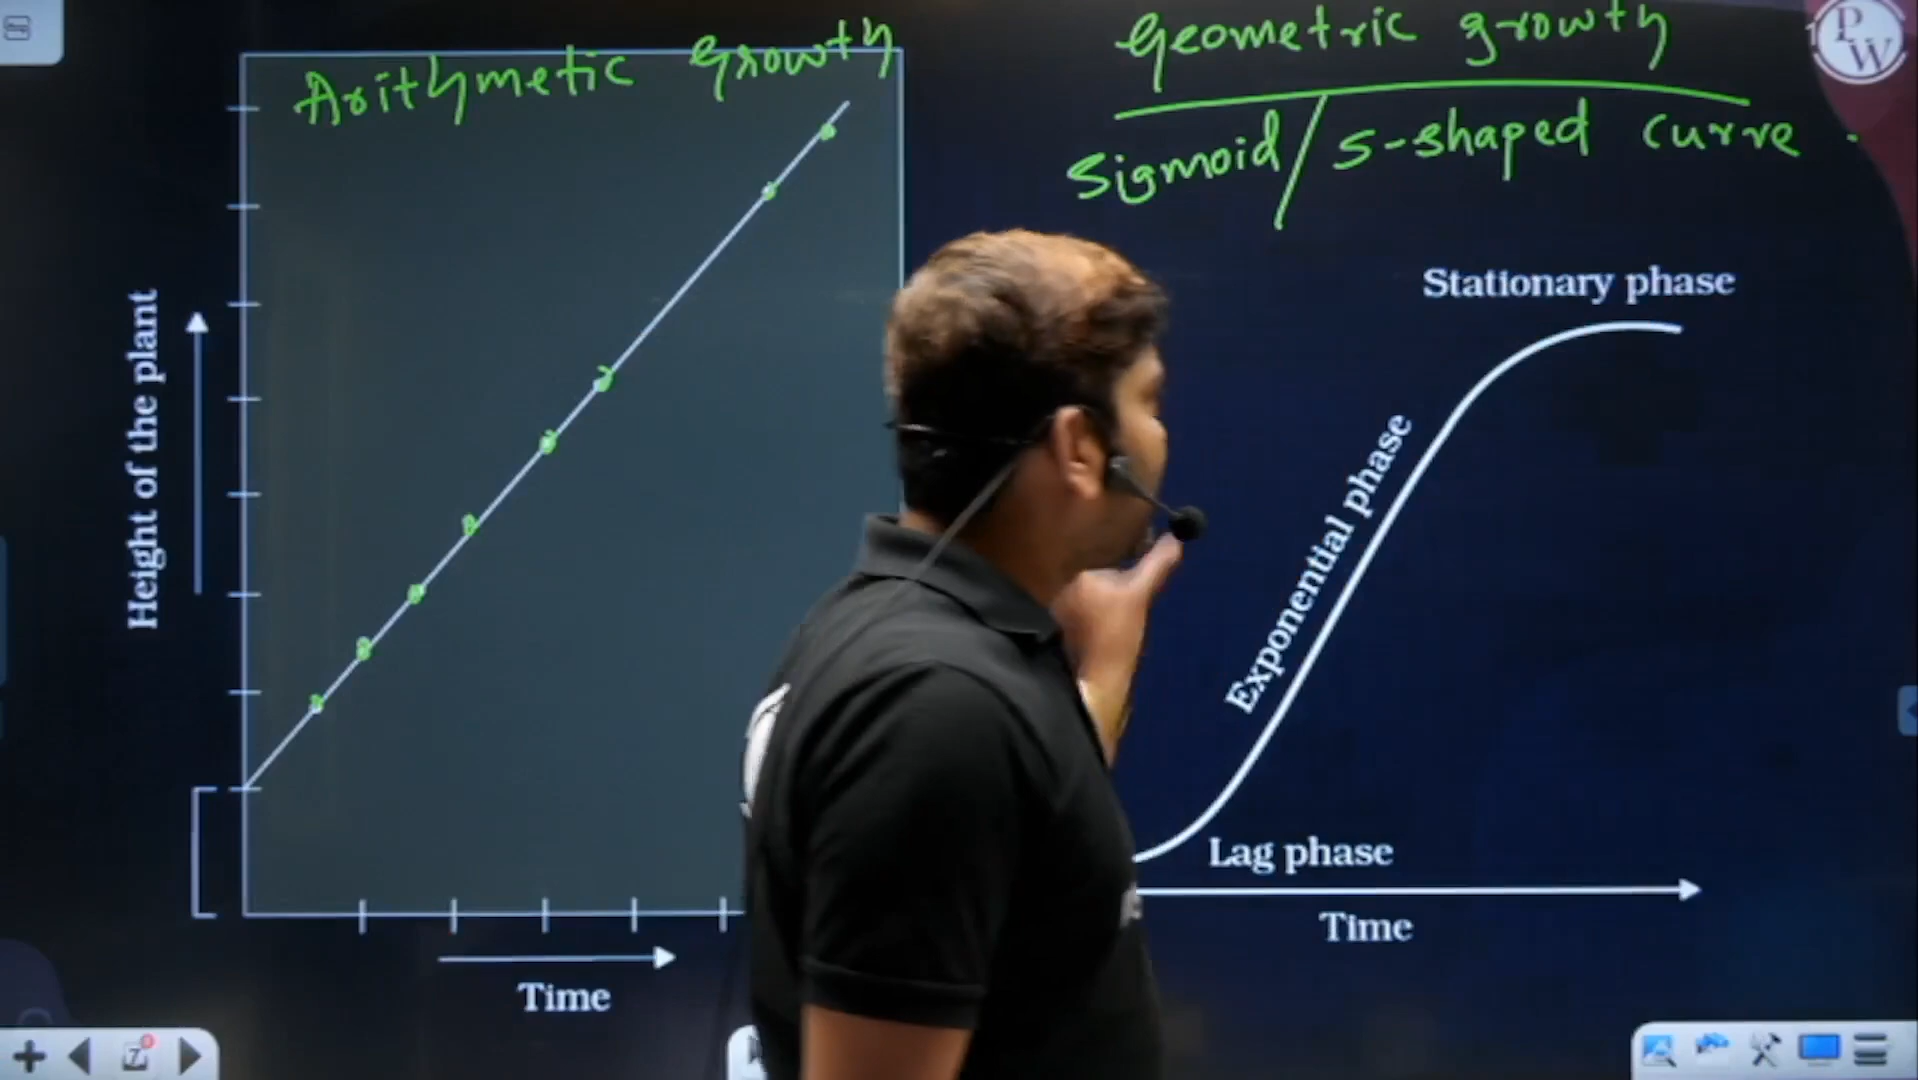 Arithmetic Growth
Height of the plant
Time
Geometric growth
Sigmoid/S-shaped curve
Stationary phase
Exponential phase
Lag phase
Time
PW